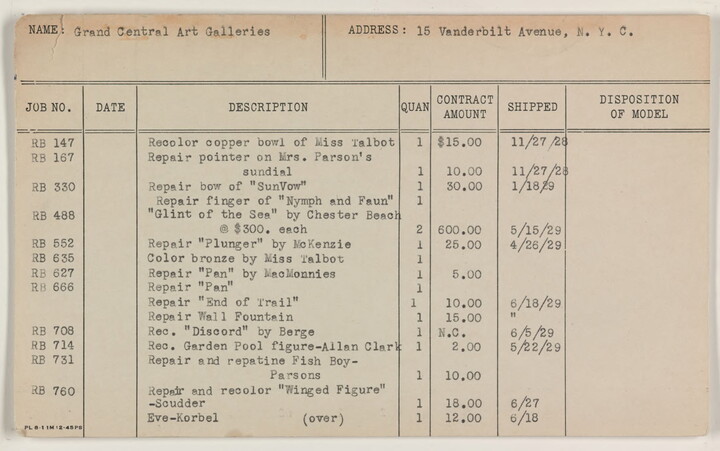 NAME: Grand Central Art Galleries ADDRESS: 15 Vanderbilt Avenue, N. Y. C.
JOB NO. DATE DESCRIPTION QUAN CONTRACT AMOUNT SHIPPED DISPOSITION OF MODEL
RB 147 Recolor copper bowl of Miss Talbot 1 $15.00 11/27/28
RB 167 Repair pointer on Mrs. Parson's
sundial 1 10.00 11/27/28
RB 330 Repair bow of "SunVow" 1 30.00 1/1829
Repair finger of "Nymph and Faun" 1
RB 488 "Glint of the Sea" by Chester Beach
@ $300. each 2 600.00 5/15/29
RB 552 Repair "Plunger" by McKenzie 1 25.00 4/26/29
RB 635 Color bronze by Miss Talbot 1
RB 627 Repair "Pan" by MacMonnies 1 5.00
RB 666 Repair "Pan" 1
Repair "End of Trail" 1 10.00 6/18/29
Repair Wall Fountain 1 15.00 "
RB 708 Rec. "Discord" by Berge 1 N.C. 6/5/29
RB 714 Rec. Garden Pool figure-Allan Clark 1 2.00 5/22/29
RB 731 Repair and repatine Fish Boy-
Parsons 1 10.00
RB 760 Repair and recolor "Winged Figure"
-Scudder 1 18.00 6/27
Eve-Korbel (over) 1 12.00 6/18